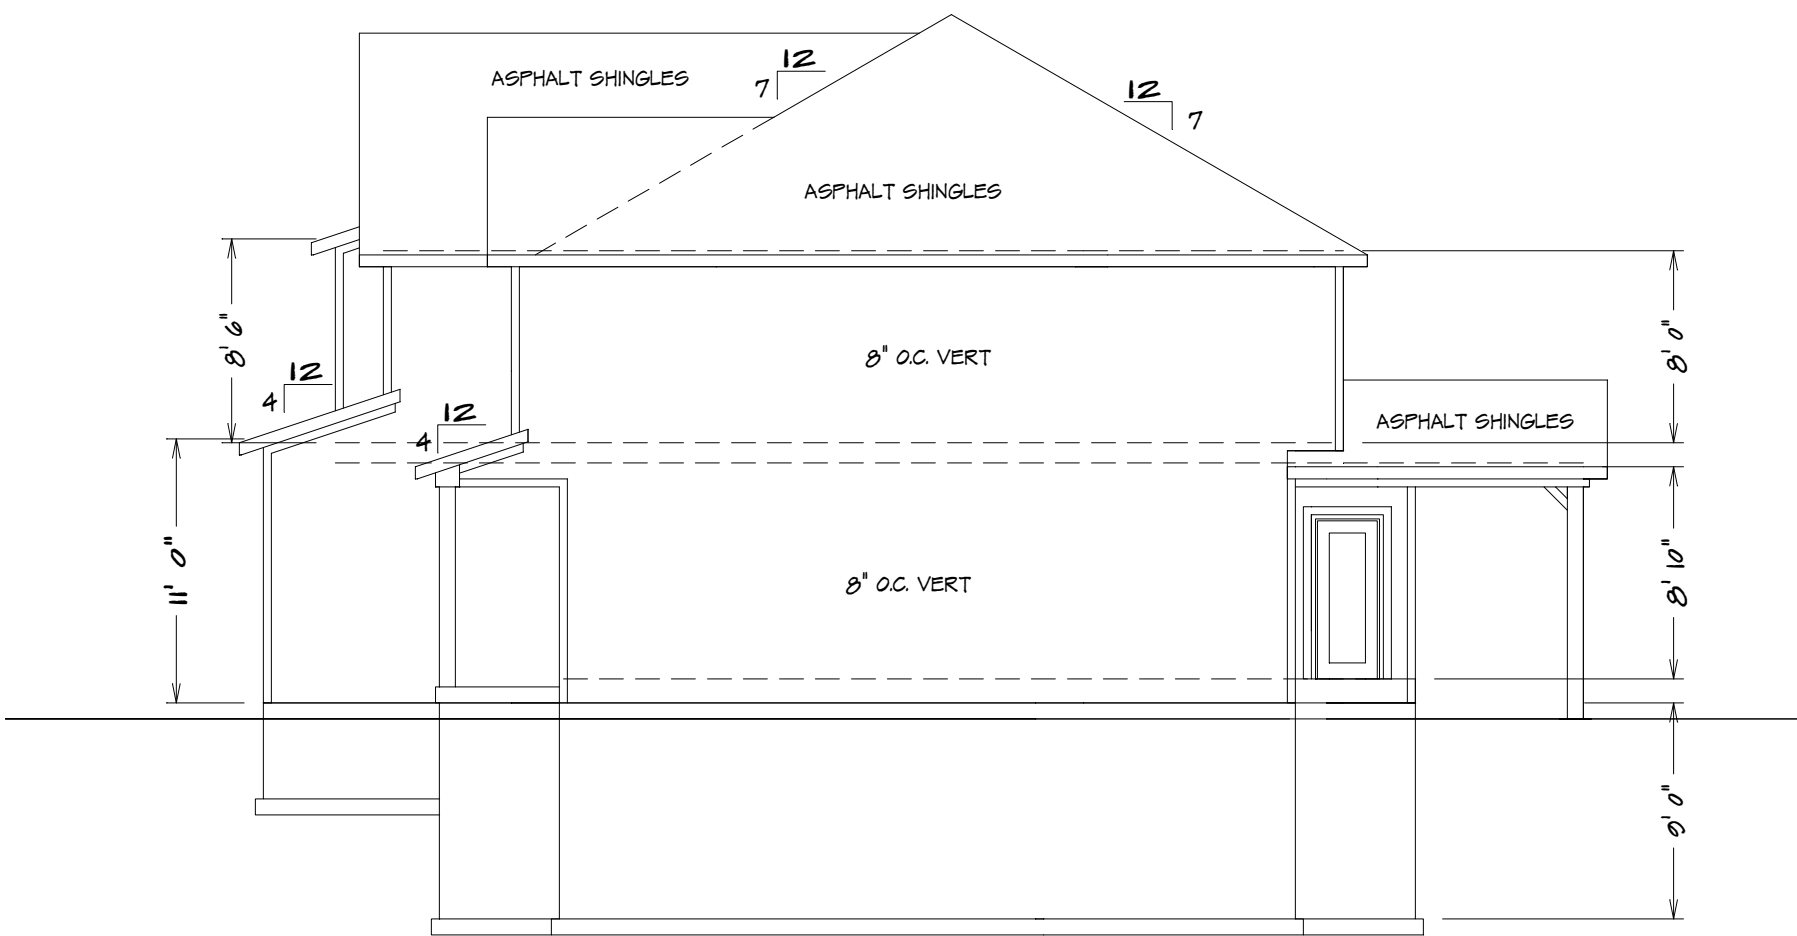 12
7
ASPHALT SHINGLES
12
7
ASPHALT SHINGLES
8' 6"
8' 0"
8" O.C. VERT
12
4
12
4
ASPHALT SHINGLES
11' 0"
8' 10"
8" O.C. VERT
9' 0"